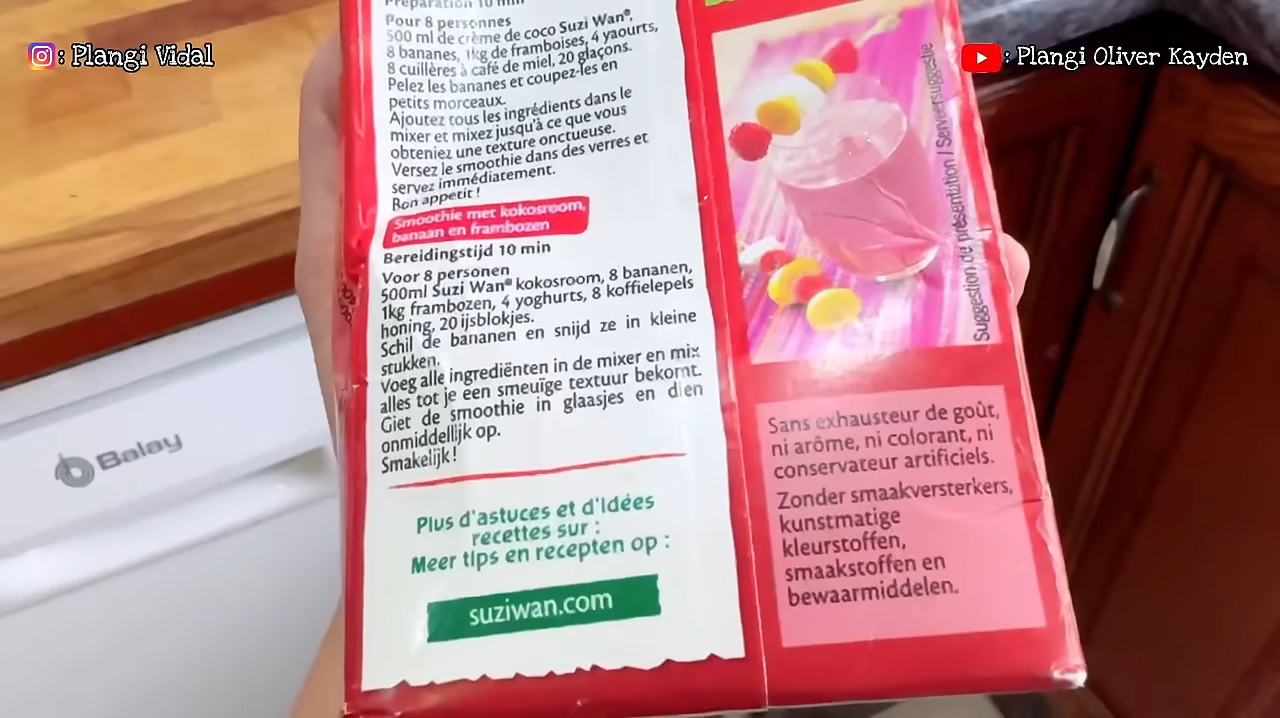 : Plangi Vidal
: Plangi Oliver Kayden
Préparation 10 min
Pour 8 personnes
500 ml de crème de coco Suzi Wan®,
8 bananes, 1kg de framboises, 4 yaourts,
8 cuillères à café de miel, 20 glaçons.
Pelez les bananes et coupez-les en
petits morceaux.
Ajoutez tous les ingrédients dans le
mixer et mixez jusqu'à ce que vous
obteniez une texture onctueuse.
Versez le smoothie dans des verres et
servez immédiatement.
Bon appetit !
Smoothie met kokosroom,
banaan en frambozen
Bereidingstijd 10 min
Voor 8 personen
500ml Suzi Wan® kokosroom, 8 bananen,
1kg frambozen, 4 yoghurts, 8 koffielepels
honing, 20 ijsblokjes.
Schil de bananen en snijd ze in kleine
stukken.
Voeg alle ingrediënten in de mixer en mix
alles tot je een smeuïge textuur bekomt.
Giet de smoothie in glaasjes en dien
onmiddellijk op.
Smakelijk!
Plus d'astuces et d'idées
recettes sur :
Meer tips en recepten op :
suziwan.com
Suggestion de présentation / Serveersuggestie
Sans exhausteur de goût,
ni arôme, ni colorant, ni
conservateur artificiels.
Zonder smaakversterkers,
kunstmatige
kleurstoffen,
smaakstoffen en
bewaarmiddelen.
Balay